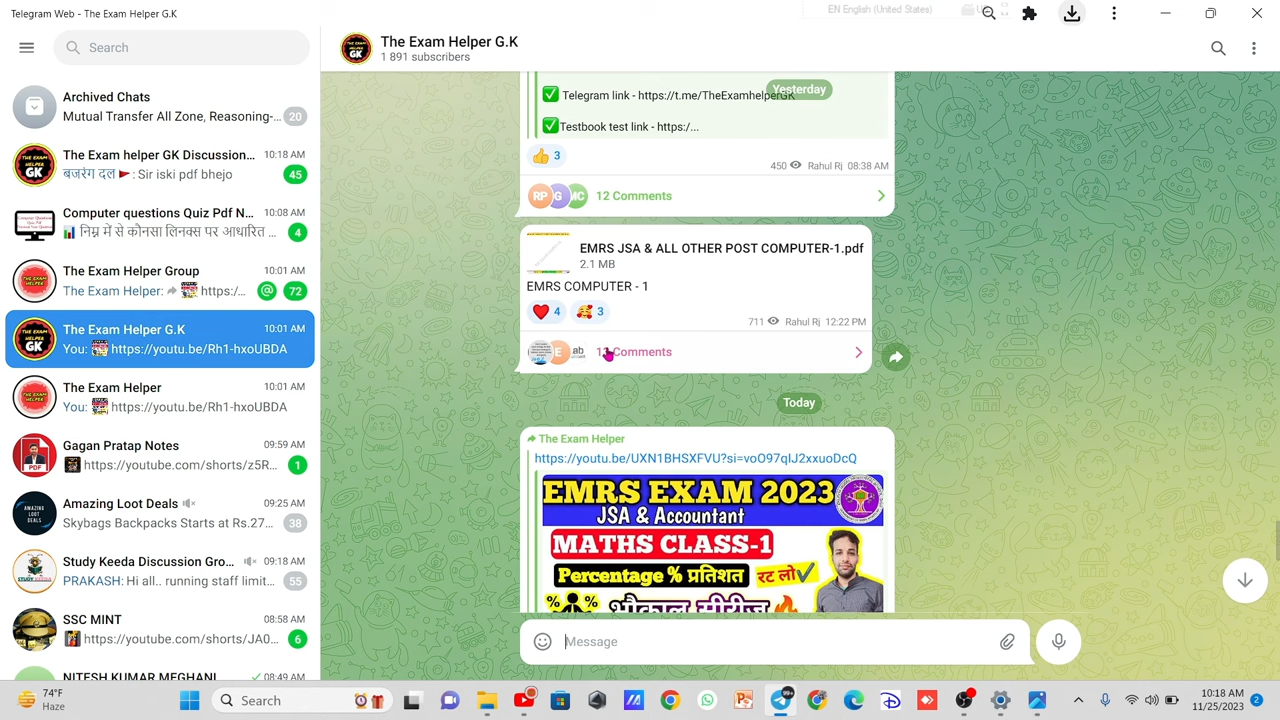 Telegram Web - The Exam Helper G.K
EN English (United States)
Search
The Exam Helper G.K
1 891 subscribers
Archived Chats
Mutual Transfer All Zone, Reasoning-... 20
The Exam helper GK Discussion... 10:18 AM
बजरंग दल : Sir iski pdf bhejo 45
Computer questions Quiz Pdf N... 10:08 AM
निम्न में से कोनसा लिनक्स पर आधारित ... 4
The Exam Helper Group 10:01 AM
The Exam Helper: https:/... @ 72
The Exam Helper G.K 10:01 AM
You: https://youtu.be/Rh1-hxoUBDA
The Exam Helper 10:01 AM
You: https://youtu.be/Rh1-hxoUBDA
Gagan Pratap Notes 09:59 AM
https://youtube.com/shorts/z5R... 1
Amazing Loot Deals 09:25 AM
Skybags Backpacks Starts at Rs.27... 38
Study Keeda Discussion Gro... 09:18 AM
PRAKASH: Hi all.. running staff limit... 55
SSC MINT 08:58 AM
https://youtube.com/shorts/JA0... 6
NITESH KUMAR MEGHANI 08:49 AM
Yesterday
Telegram link - https://t.me/TheExamhelperGK
Testbook test link - https:/...
3
450 Rahul Rj 08:38 AM
RP G MC 12 Comments
EMRS JSA & ALL OTHER POST COMPUTER-1.pdf
2.1 MB
EMRS COMPUTER - 1
4 3
711 Rahul Rj 12:22 PM
Comments
Today
The Exam Helper
https://youtu.be/UXN1BHSXFVU?si=voO97qIJ2xxuoDcQ
EMRS EXAM 2023
JSA & Accountant
MATHS CLASS-1
Percentage % प्रतिशत रट लो
भौकाल सीरीज
Message
74°F
Haze
Search
99+
10:18 AM
11/25/2023
2